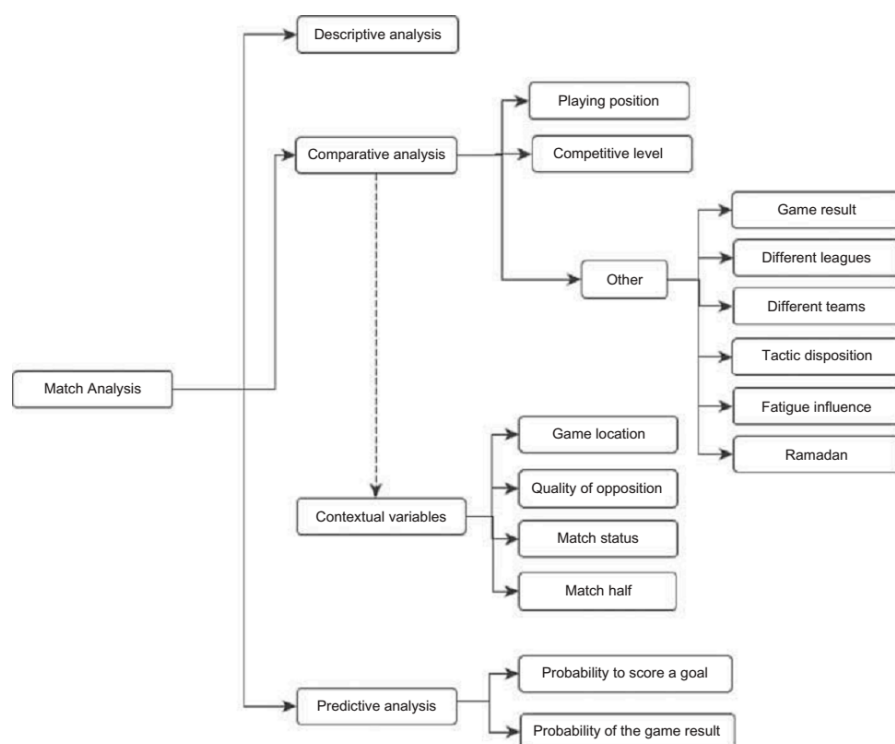 Descriptive analysis
Playing position
Comparative analysis
Competitive level
Game result
Different leagues
Other
Different teams
Tactic disposition
Match Analysis
Fatigue influence
Game location
Ramadan
Quality of opposition
Contextual variables
Match status
Match half
Probability to score a goal
Predictive analysis
Probability of the game result